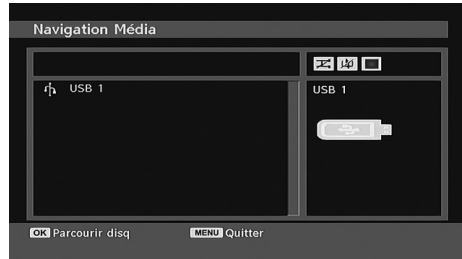 Navigation Média
USB 1
USB 1
OK Parcourir disq
MENU Quitter